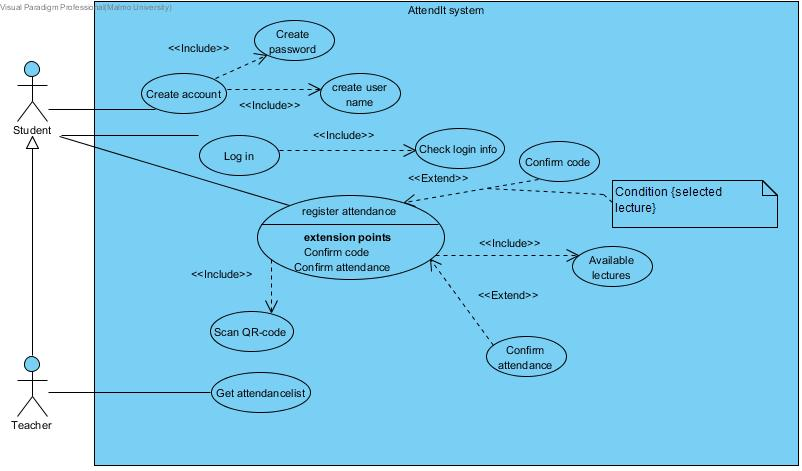 Visual Paradigm Professional(Malmo University)
AttendIt system
Create
password
<<Include>>
Create account
create user
name
<<Include>>
Student
<<Include>>
Log in
Check login info
Confirm code
<<Extend>>
Condition {selected
lecture}
register attendance
extension points
Confirm code
Confirm attendance
<<Include>>
Available
lectures
<<Include>>
<<Extend>>
Scan QR-code
Confirm
attendance
Get attendancelist
Teacher